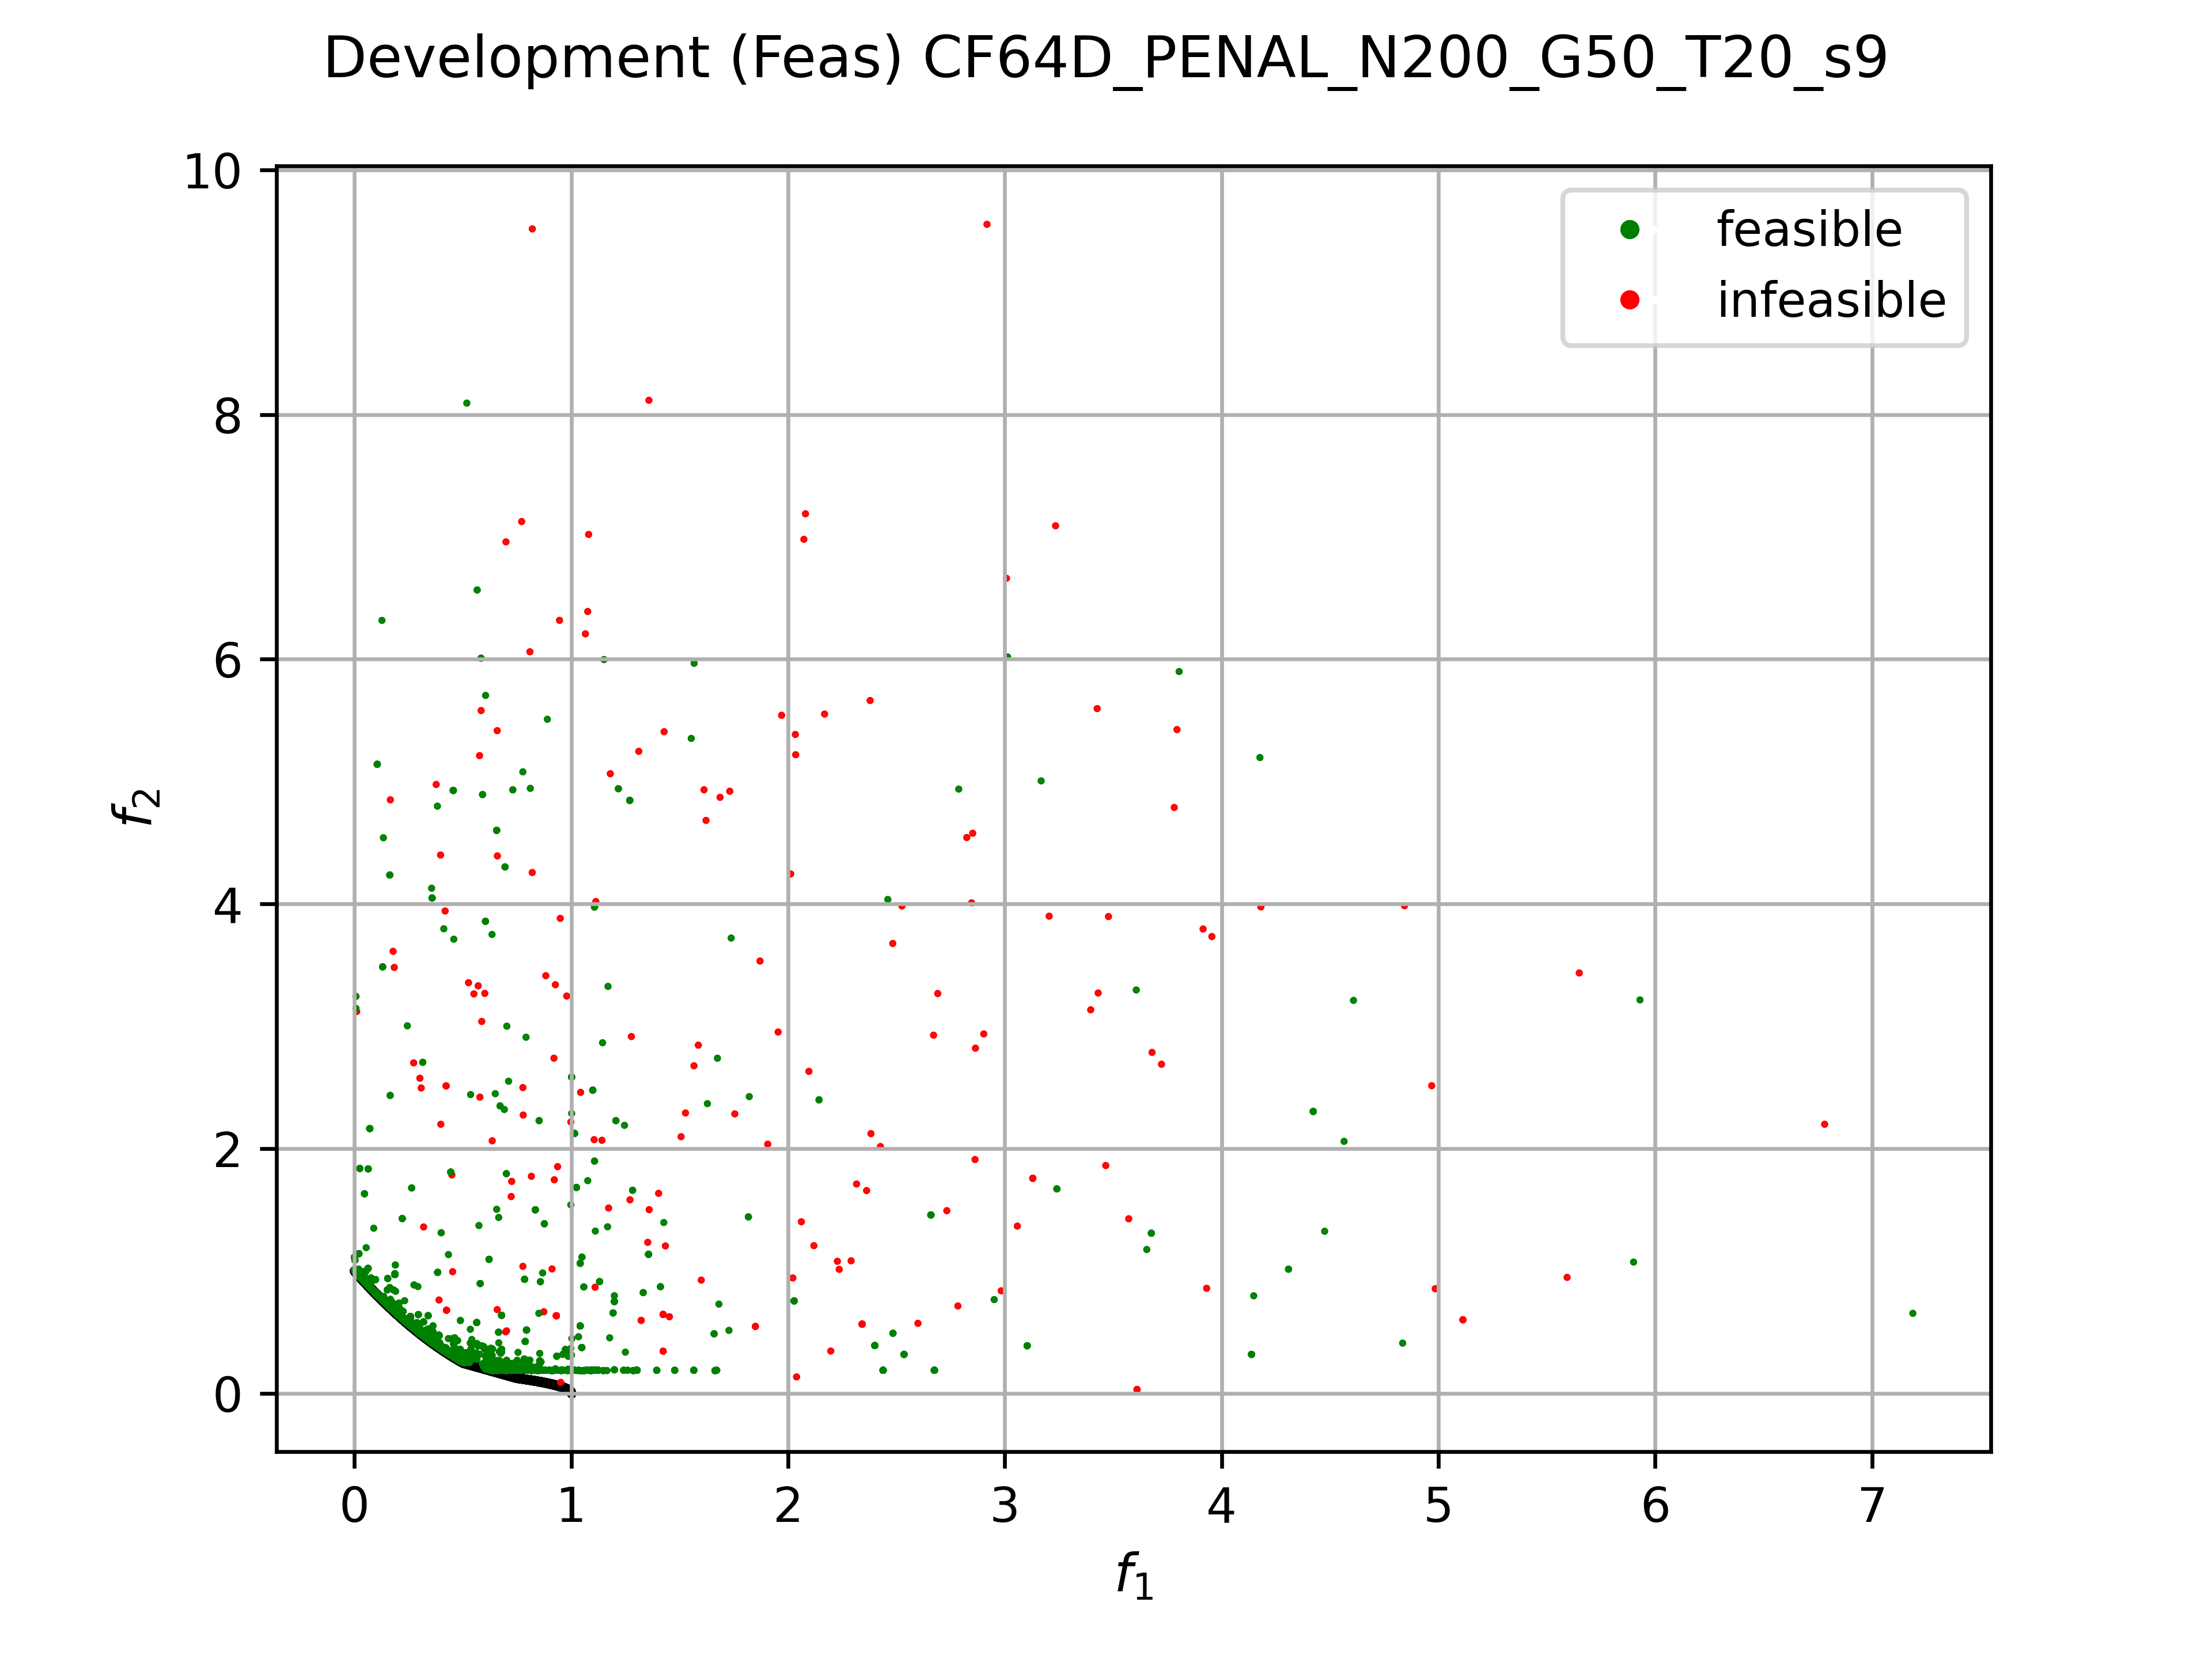 Development (Feas) CF64D_PENAL_N200_G50_T20_s9
10
8
6
4
2
0
f2
feasible
infeasible
0 1 2 3 4 5 6 7
f1